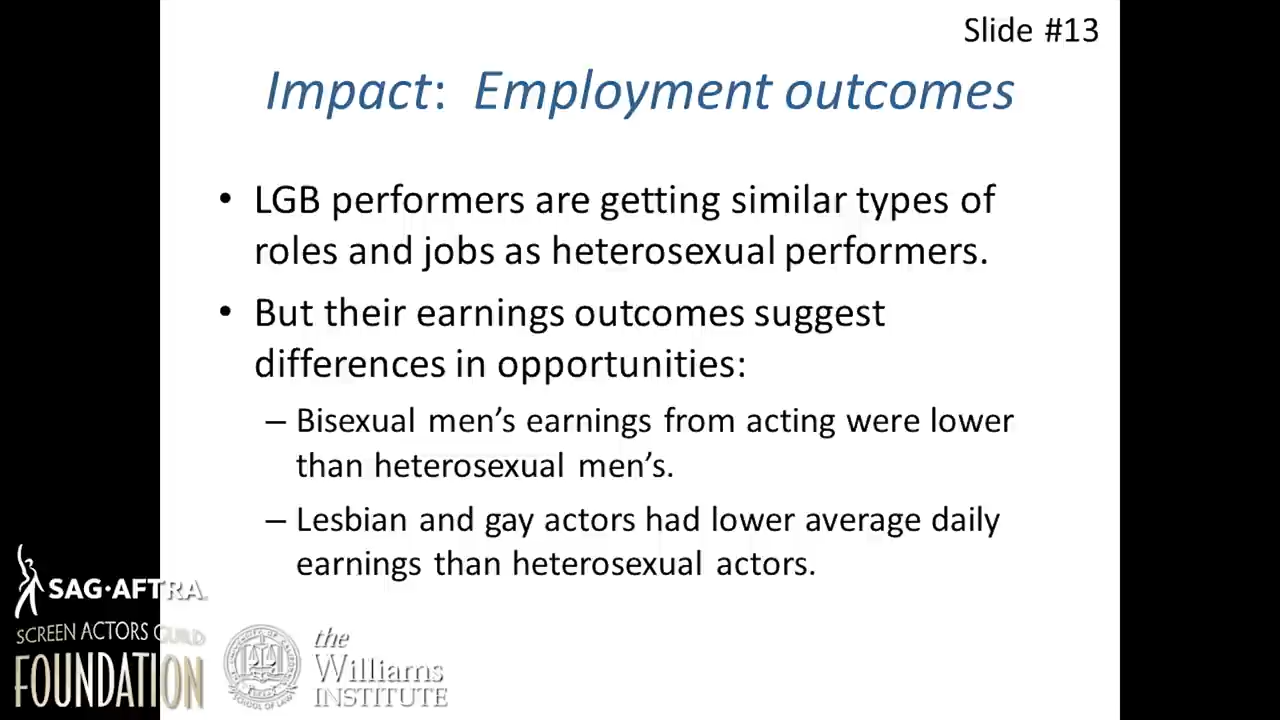 Slide #13
Impact: Employment outcomes
• LGB performers are getting similar types of
roles and jobs as heterosexual performers.
• But their earnings outcomes suggest
differences in opportunities:
– Bisexual men’s earnings from acting were lower
than heterosexual men’s.
– Lesbian and gay actors had lower average daily
earnings than heterosexual actors.
SAG·AFTRA
SCREEN ACTORS GUILD
FOUNDATION
the
Williams
INSTITUTE
SCHOOL OF LAW